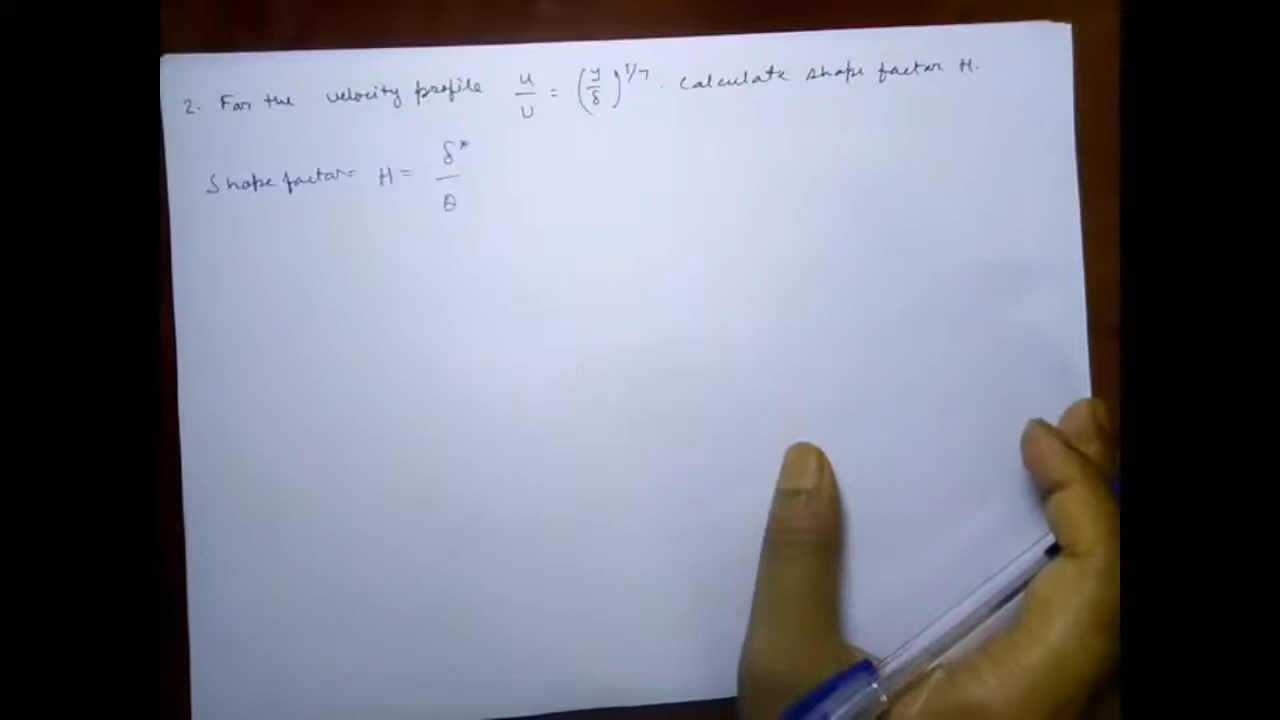 2. For the velocity profile u/U = (y/δ)^1/7 . Calculate shape factor H.
Shape factor = H = δ*/θ